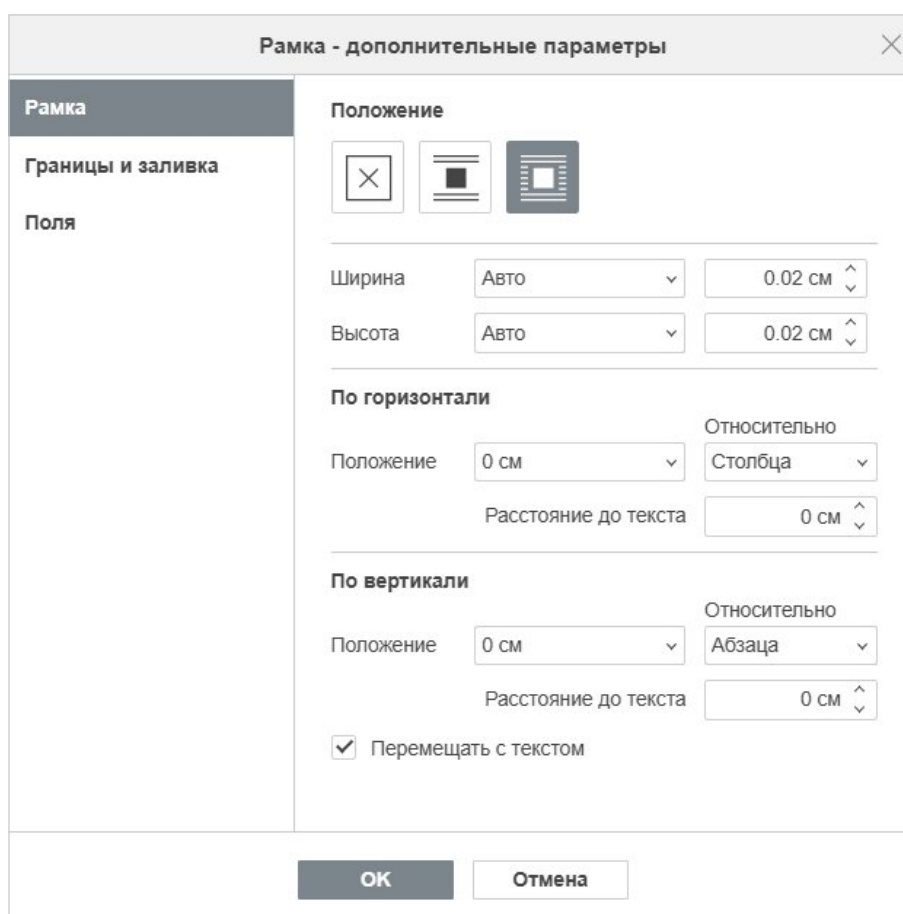 Рамка - дополнительные параметры
Рамка
Границы и заливка
Поля
Положение
Ширина Авто 0.02 см
Высота Авто 0.02 см
По горизонтали
Относительно
Положение 0 см Столбца
Расстояние до текста 0 см
По вертикали
Относительно
Положение 0 см Абзаца
Расстояние до текста 0 см
Перемещать с текстом
OK Отмена